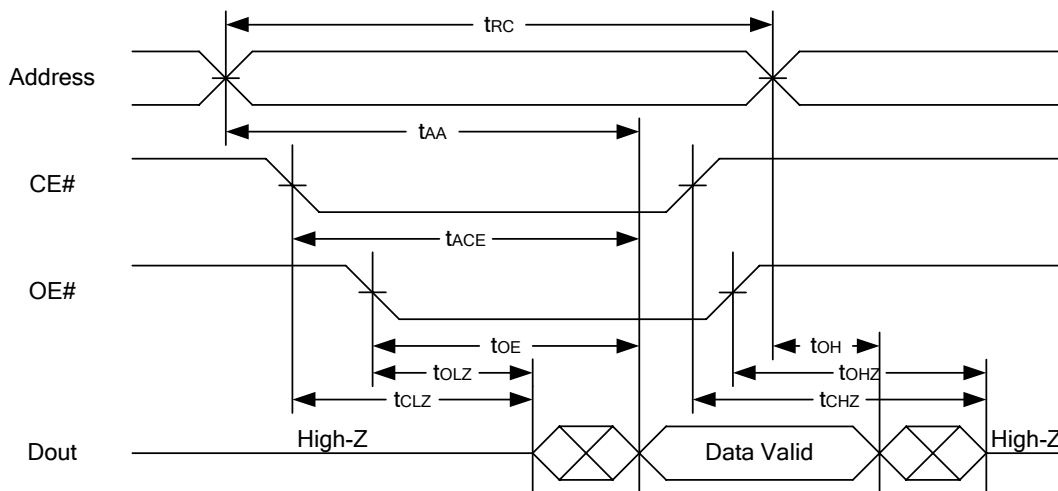 tRC
Address
tAA
CE#
tACE
OE#
tOE
tOH
tOLZ
tOHZ
tCLZ
tCHZ
High-Z
Data Valid
High-Z
Dout